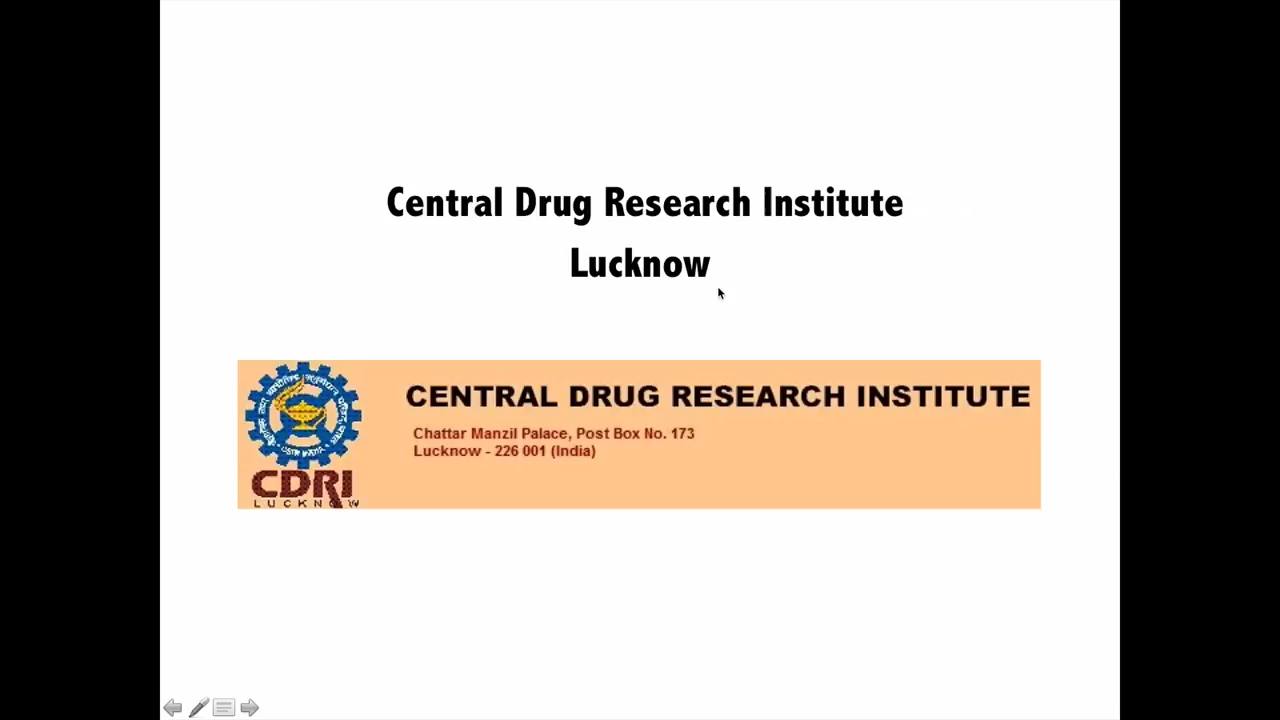 Central Drug Research Institute
Lucknow
CENTRAL DRUG RESEARCH INSTITUTE
Chattar Manzil Palace, Post Box No. 173
Lucknow - 226 001 (India)
CDRI
LUCKNOW